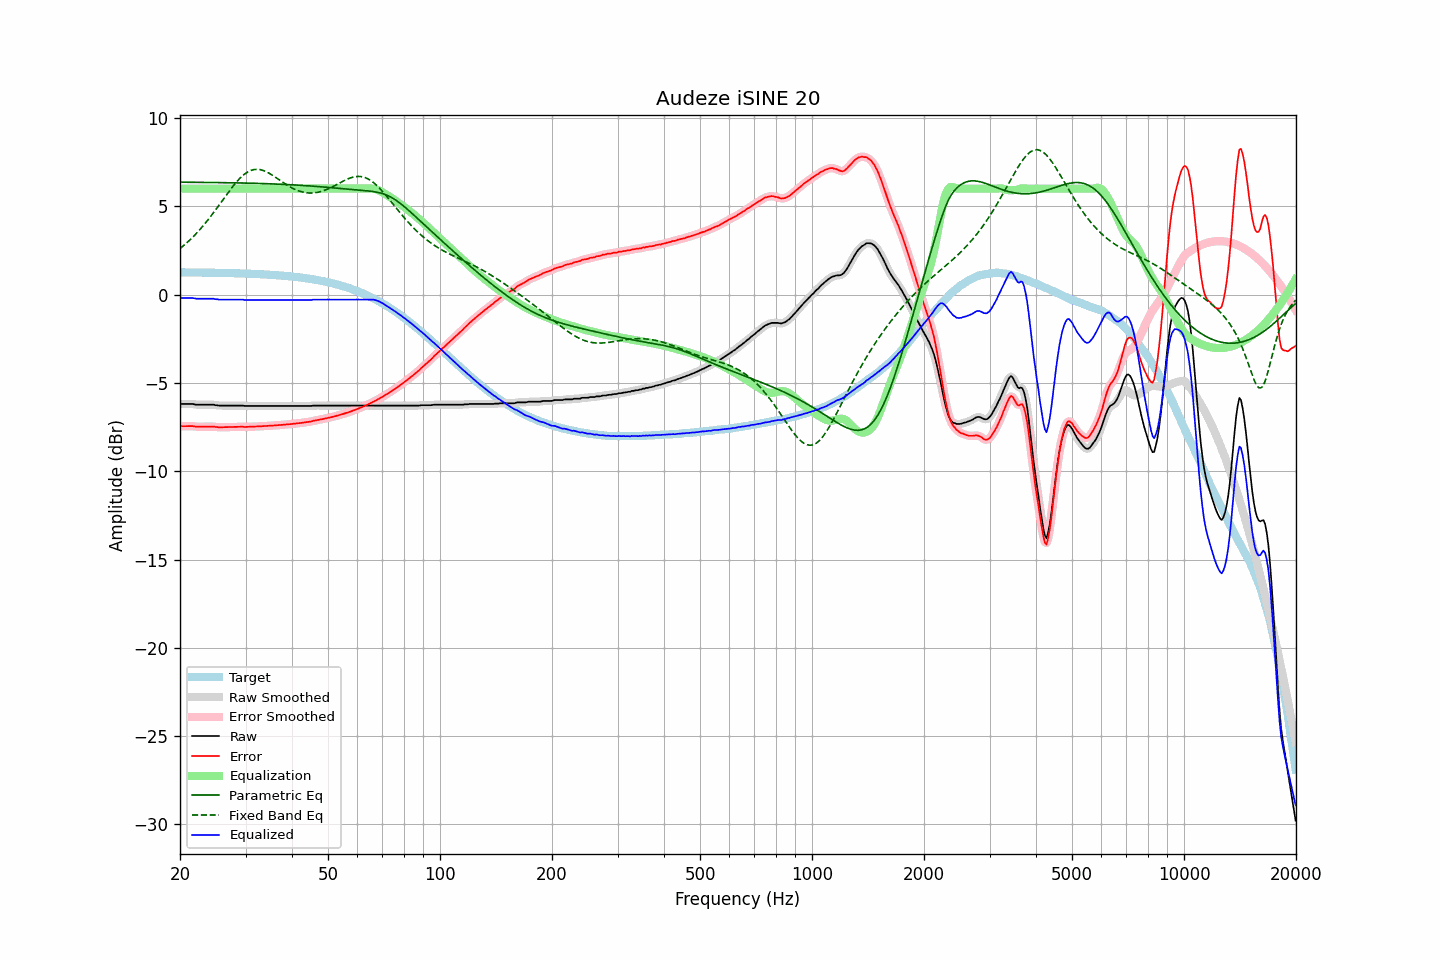 Audeze iSINE 20
Amplitude (dBr)
10
5
0
−5
−10
−15
−20
−25
−30
Target
Raw Smoothed
Error Smoothed
Raw
Error
Equalization
Parametric Eq
Fixed Band Eq
Equalized
20 50 100 200 500 1000 2000 5000 10000 20000
Frequency (Hz)